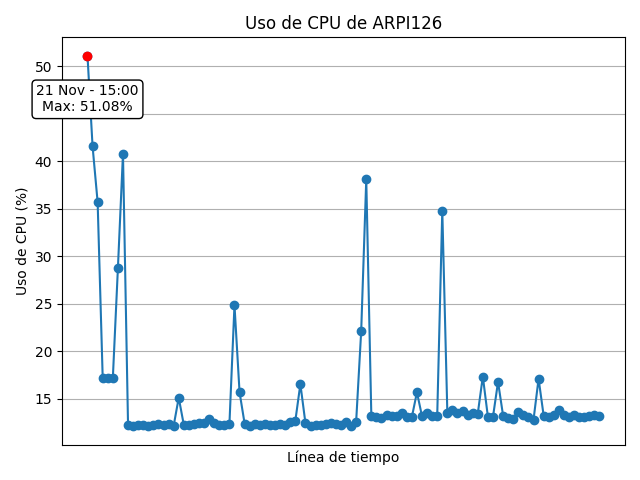 Uso de CPU de ARPI126
50
21 Nov - 15:00
Max: 51.08%
40
35
30
25
20
15
Uso de CPU (%)
Línea de tiempo